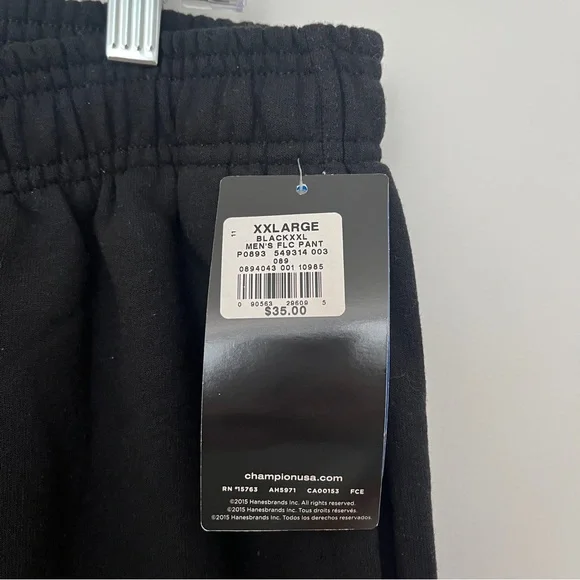 11
XXLARGE
BLACKXXL
MEN'S FLC PANT
P0893 549314 003
089
0894043 001 10985
0 90563 29609 5
$35.00
championusa.com
RN #15763 AH5971 CA00153 FCE
©2015 Hanesbrands Inc. All rights reserved.
©2015 Hanesbrands Inc. Tous droits réservés.
©2015 Hanesbrands Inc. Todos los derechos reservados.